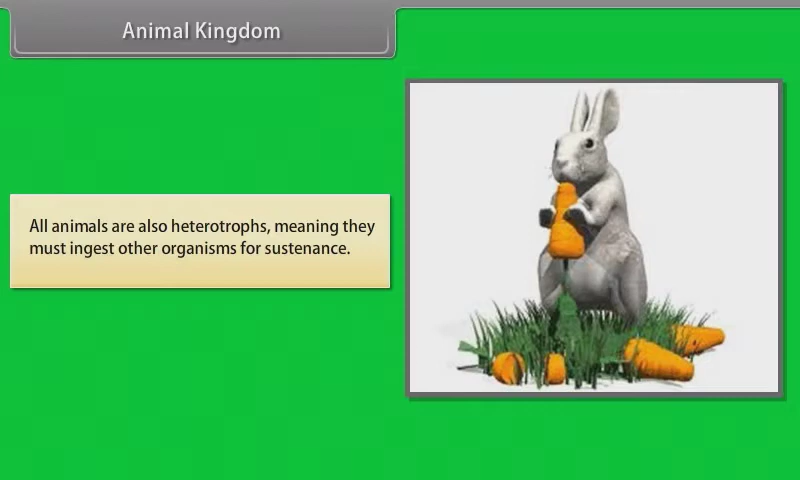 Animal Kingdom
All animals are also heterotrophs, meaning they
must ingest other organisms for sustenance.